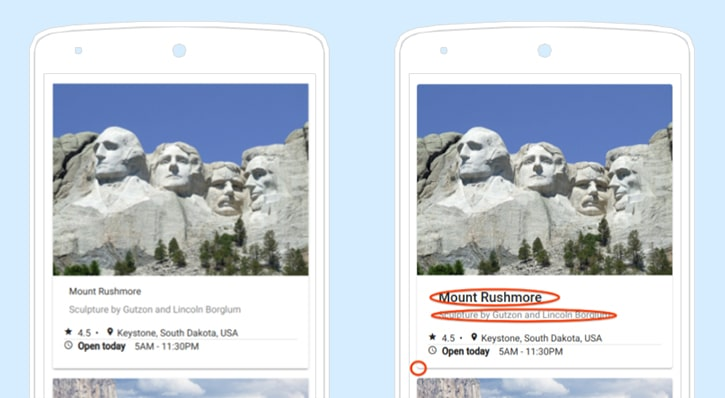 Mount Rushmore
Sculpture by Gutzon and Lincoln Borglum
4.5 • Keystone, South Dakota, USA
Open today 5AM - 11:30PM
Mount Rushmore
Sculpture by Gutzon and Lincoln Borglum
4.5 • Keystone, South Dakota, USA
Open today 5AM - 11:30PM